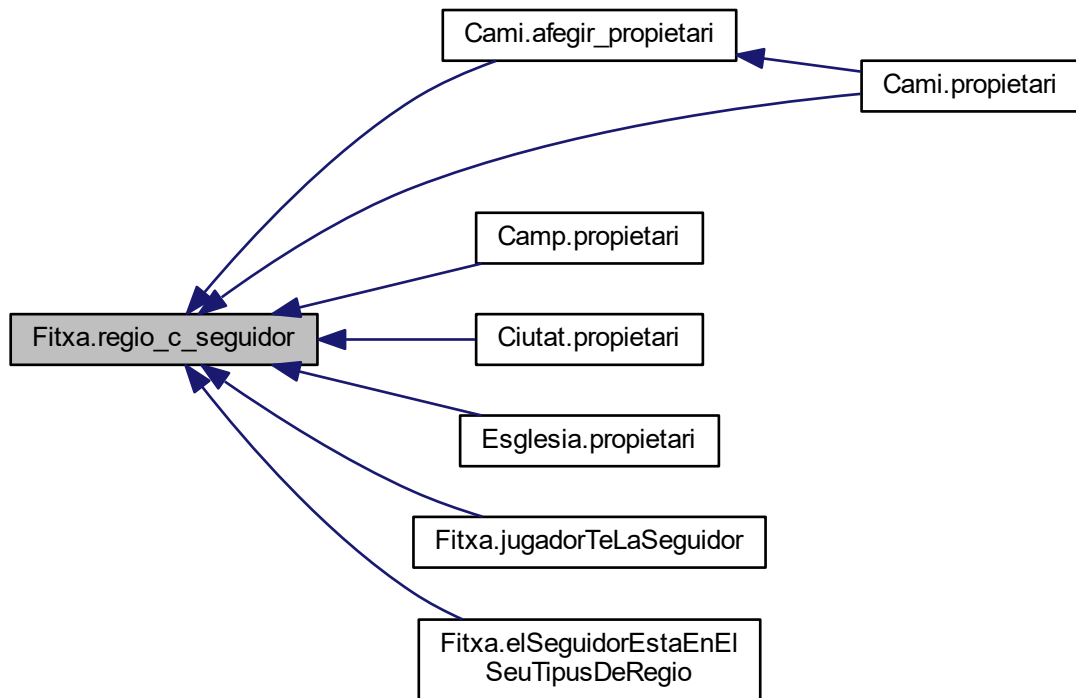 Cami.afegir_propietari
Cami.propietari
Camp.propietari
Fitxa.regio_c_seguidor
Ciutat.propietari
Esglesia.propietari
Fitxa.jugadorTeLaSeguidor
Fitxa.elSeguidorEstaEnEl
SeuTipusDeRegio